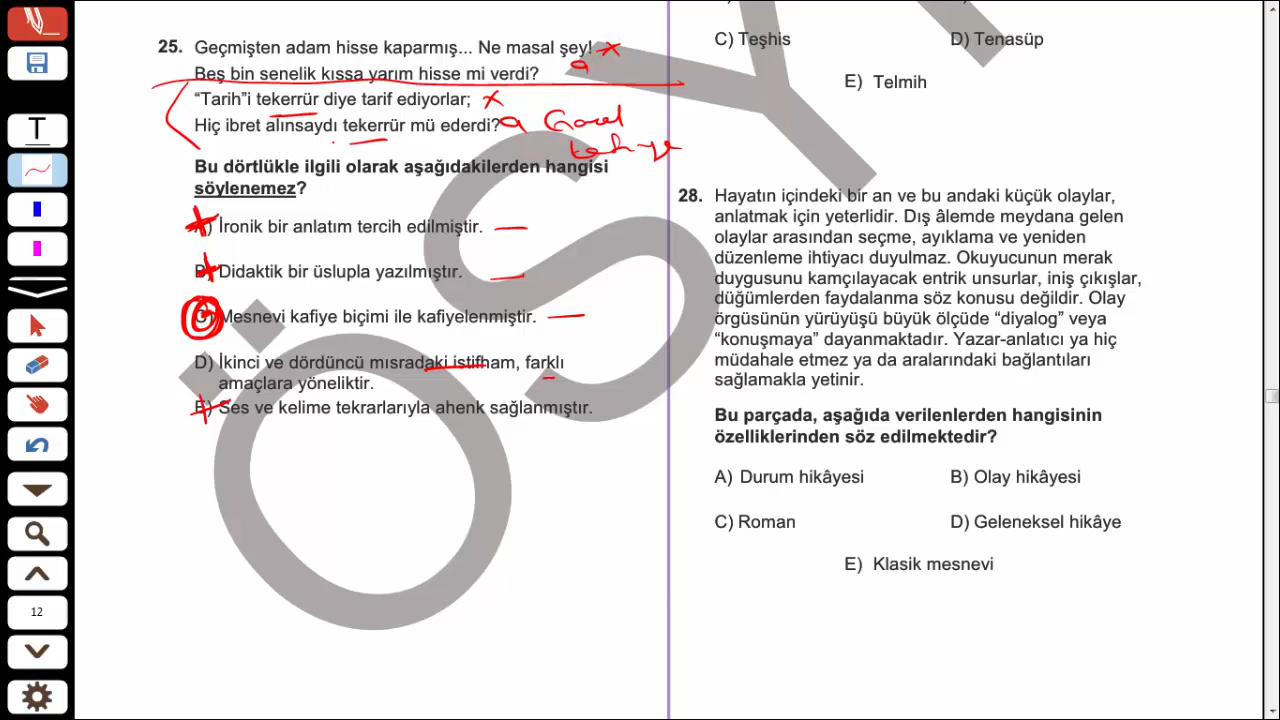 25. Geçmişten adam hisse kaparmış... Ne masal şey!
Beş bin senelik kıssa yarım hisse mi verdi?
"Tarih"i tekerrür diye tarif ediyorlar;
Hiç ibret alınsaydı tekerrür mü ederdi?
a
a
Bu dörtlükle ilgili olarak aşağıdakilerden hangisi
söylenemez?
A) İronik bir anlatım tercih edilmiştir.
B) Didaktik bir üslupla yazılmıştır.
C) Mesnevi kafiye biçimi ile kafiyelenmiştir.
D) İkinci ve dördüncü mısradaki istifham, farklı
amaçlara yöneliktir.
E) Ses ve kelime tekrarlarıyla ahenk sağlanmıştır.
C) Teşhis D) Tenasüp
E) Telmih
28. Hayatın içindeki bir an ve bu andaki küçük olaylar,
anlatmak için yeterlidir. Dış âlemde meydana gelen
olaylar arasından seçme, ayıklama ve yeniden
düzenleme ihtiyacı duyulmaz. Okuyucunun merak
duygusunu kamçılayacak entrik unsurlar, iniş çıkışlar,
düğümlerden faydalanma söz konusu değildir. Olay
örgüsünün yürüyüşü büyük ölçüde "diyalog" veya
"konuşmaya" dayanmaktadır. Yazar-anlatıcı ya hiç
müdahale etmez ya da aralarındaki bağlantıları
sağlamakla yetinir.
Bu parçada, aşağıda verilenlerden hangisinin
özelliklerinden söz edilmektedir?
A) Durum hikâyesi B) Olay hikâyesi
C) Roman D) Geleneksel hikâye
E) Klasik mesnevi
ÖSY
T
12